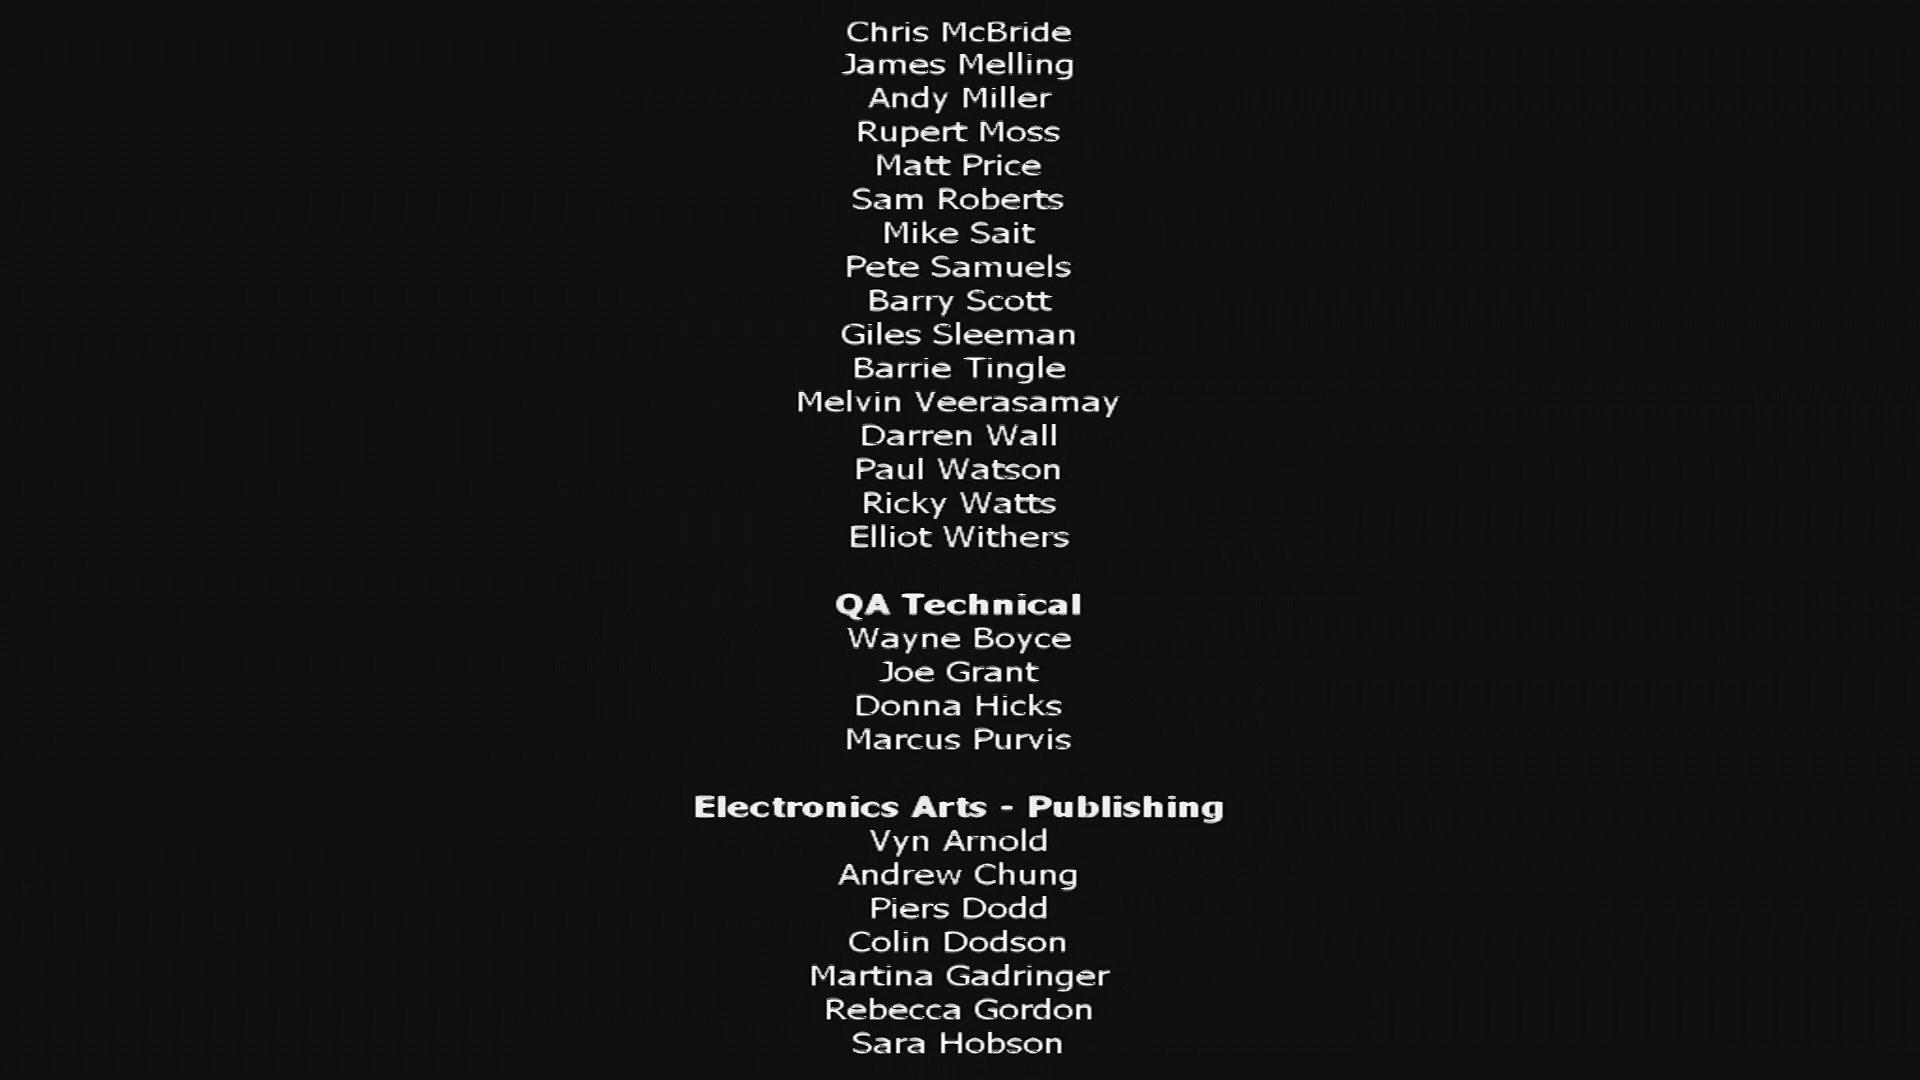 Chris McBride
James Melling
Andy Miller
Rupert Moss
Matt Price
Sam Roberts
Mike Sait
Pete Samuels
Barry Scott
Giles Sleeman
Barrie Tingle
Melvin Veerasamay
Darren Wall
Paul Watson
Ricky Watts
Elliot Withers
QA Technical
Wayne Boyce
Joe Grant
Donna Hicks
Marcus Purvis
Electronics Arts - Publishing
Vyn Arnold
Andrew Chung
Piers Dodd
Colin Dodson
Martina Gadringer
Rebecca Gordon
Sara Hobson